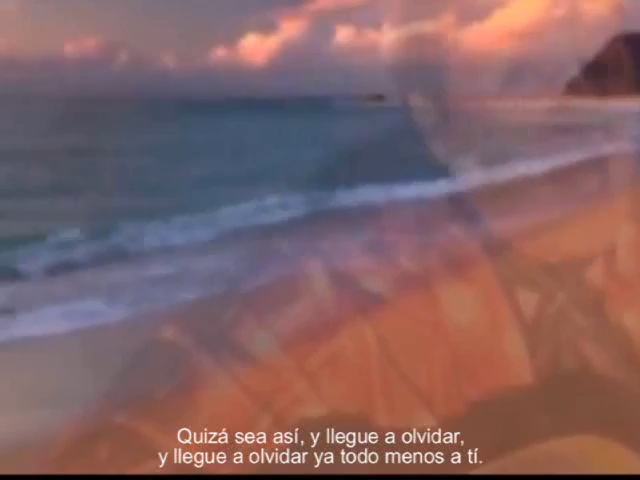 Quizá sea así, y llegue a olvidar,
y llegue a olvidar ya todo menos a tí.